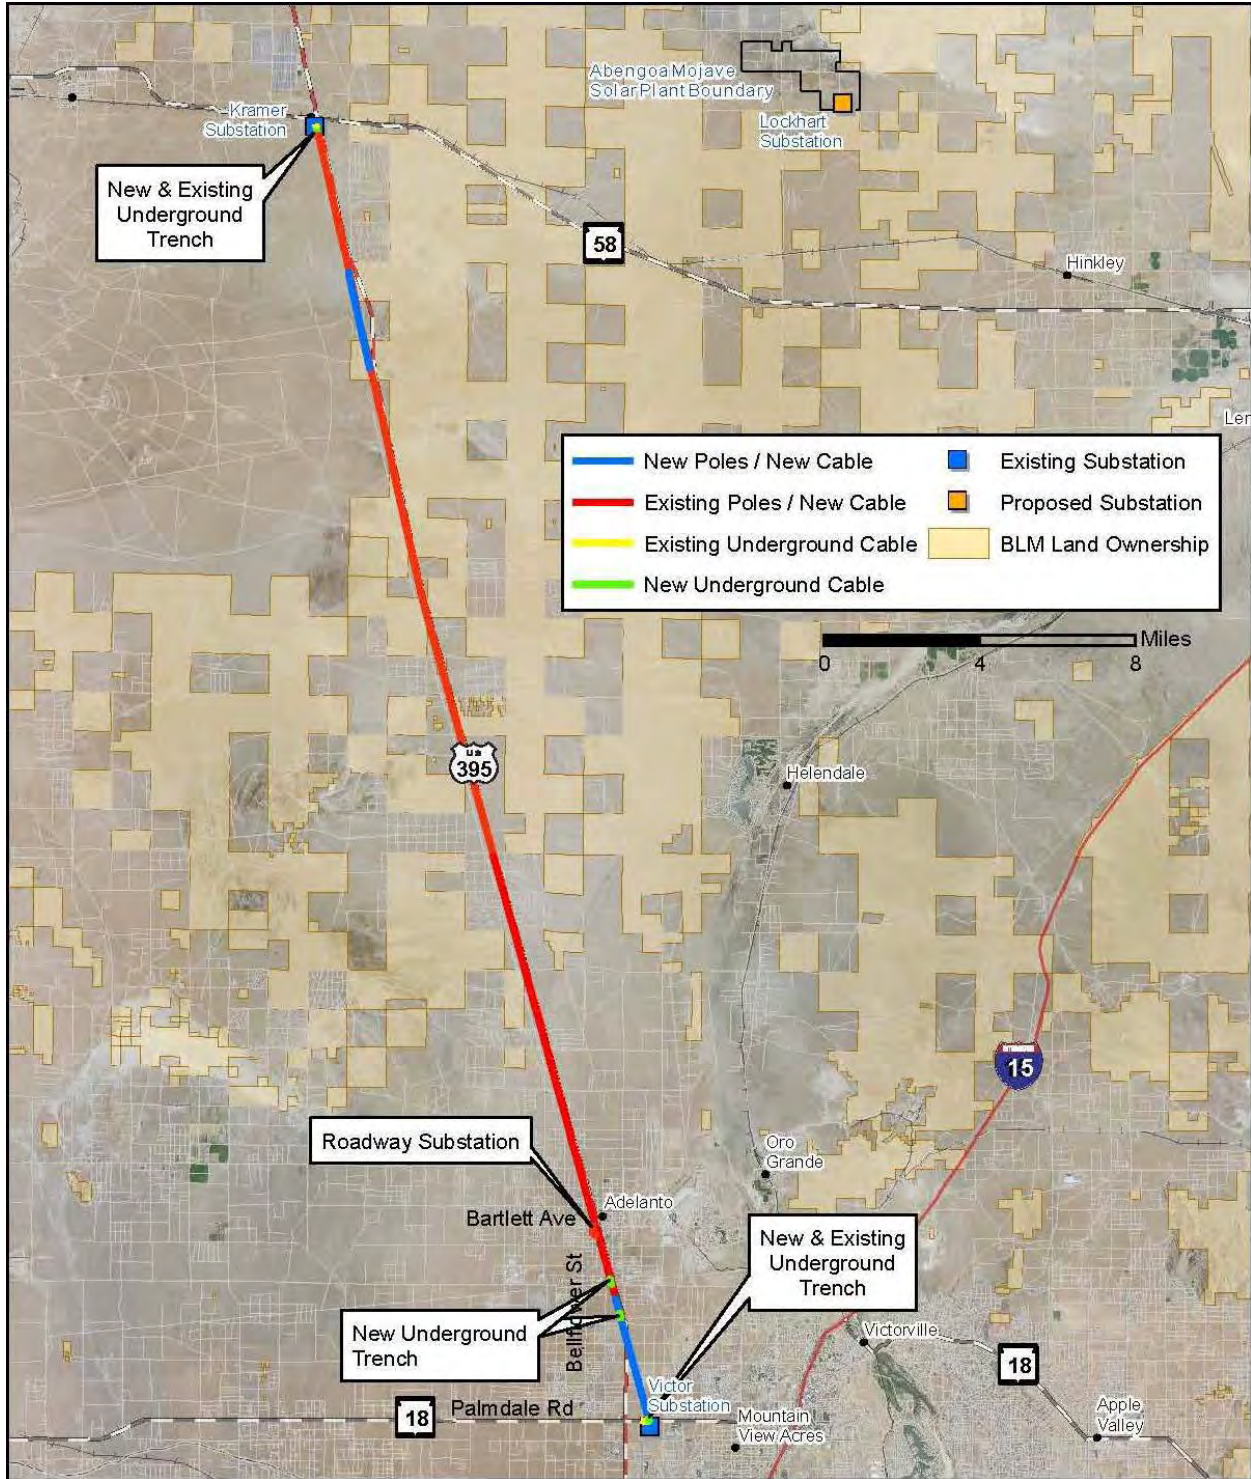 Abengoa Mojave
Solar Plant Boundary
Kramer
Substation
Lockhart
Substation
New & Existing
Underground
Trench
58
Hinkley
Len
New Poles / New Cable
Existing Substation
Existing Poles / New Cable
Proposed Substation
Existing Underground Cable
BLM Land Ownership
New Underground Cable
Miles
0
4
8
US
395
Helendale
15
Roadway Substation
Oro
Grande
Adelanto
Bartlett Ave
New & Existing
Underground
Trench
Bellflower St
New Underground
Trench
Victorville
18
Victor
Substation
18
Palmdale Rd
Mountain
View Acres
Apple
Valley